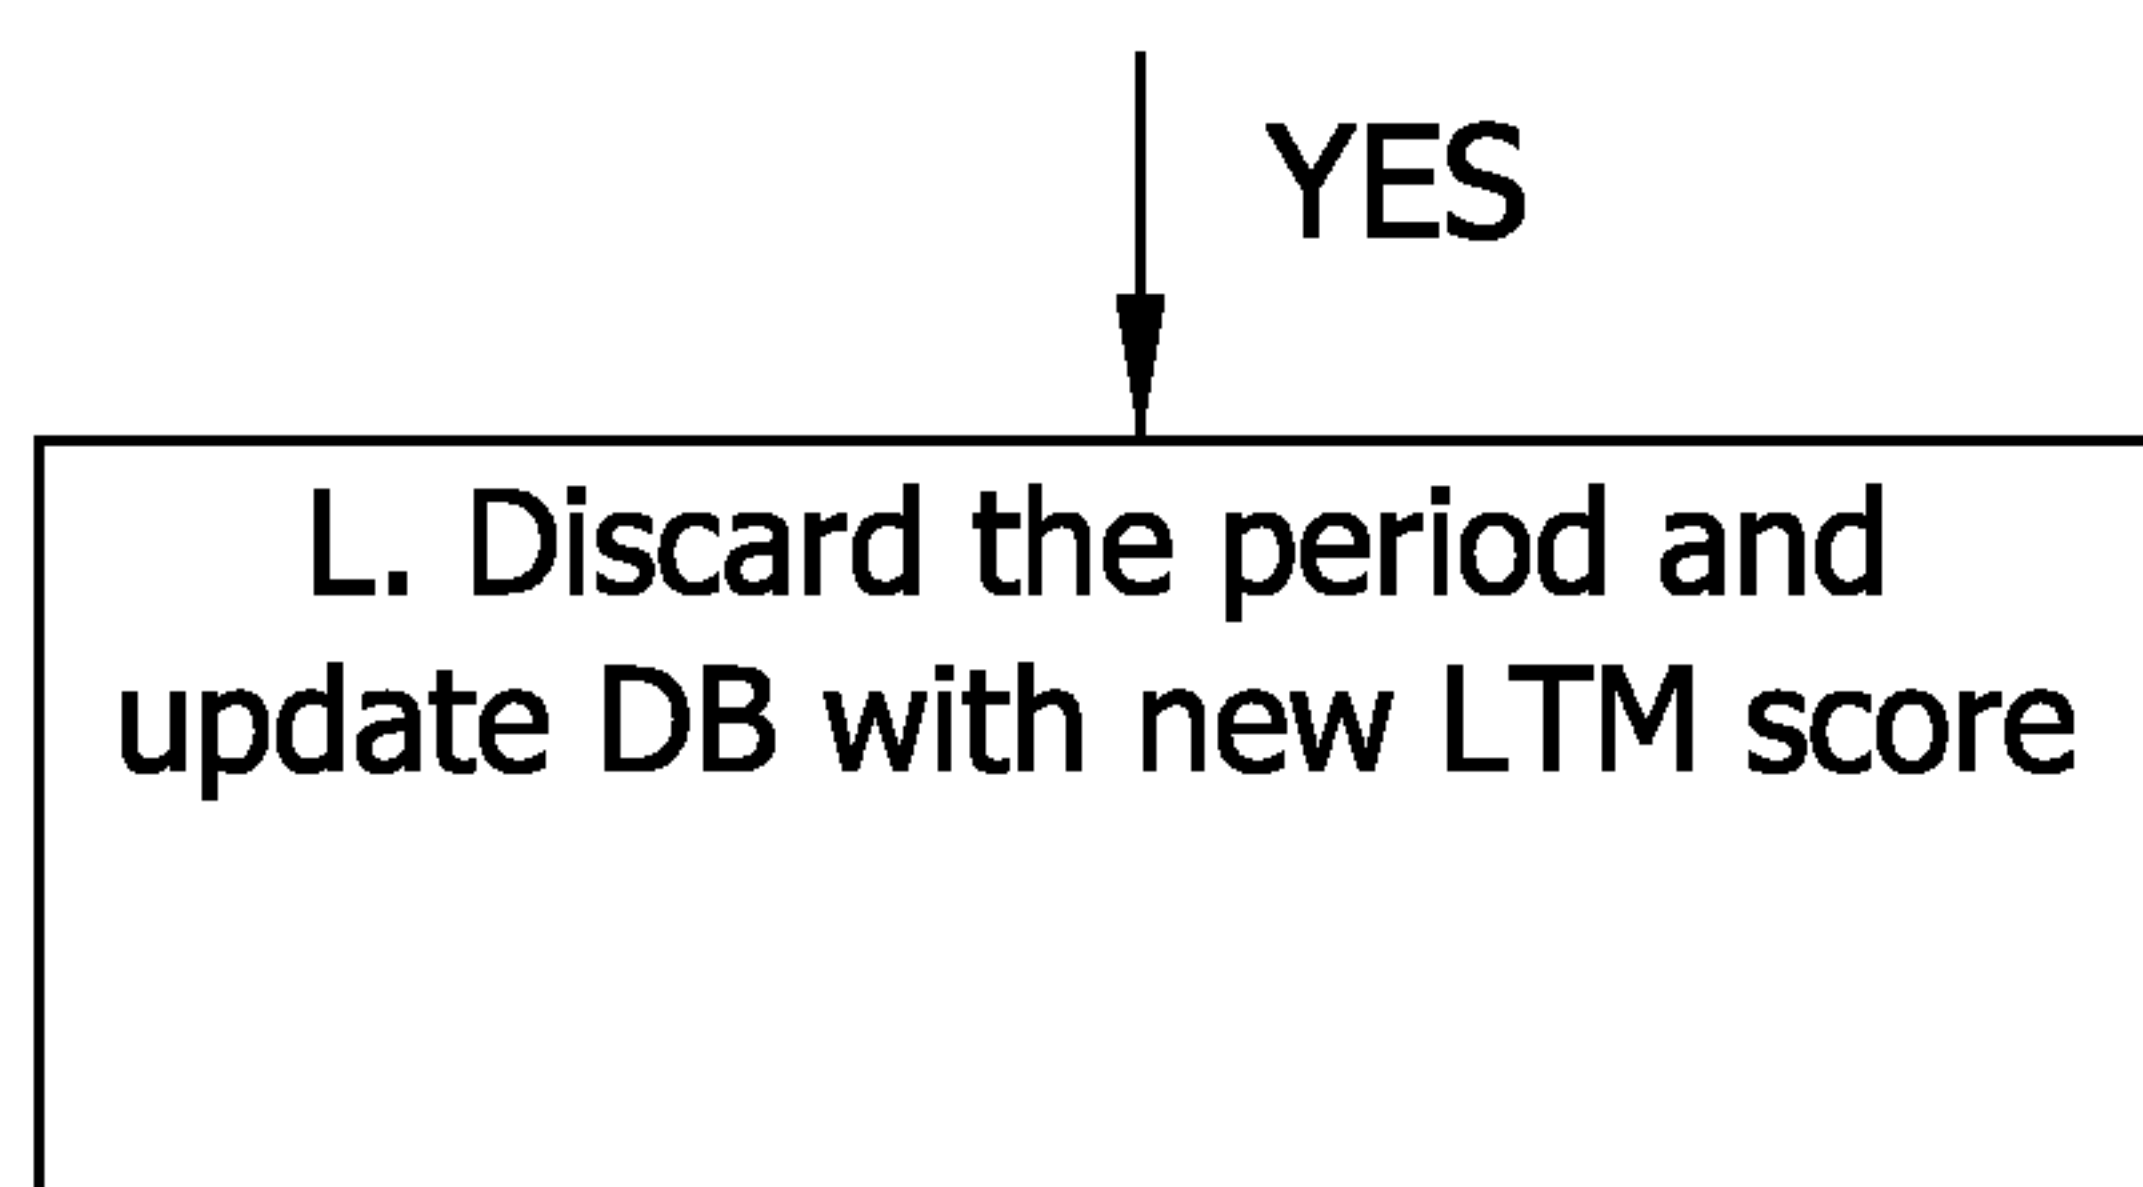 YES
L. Discard the period and
update DB with new LTM score